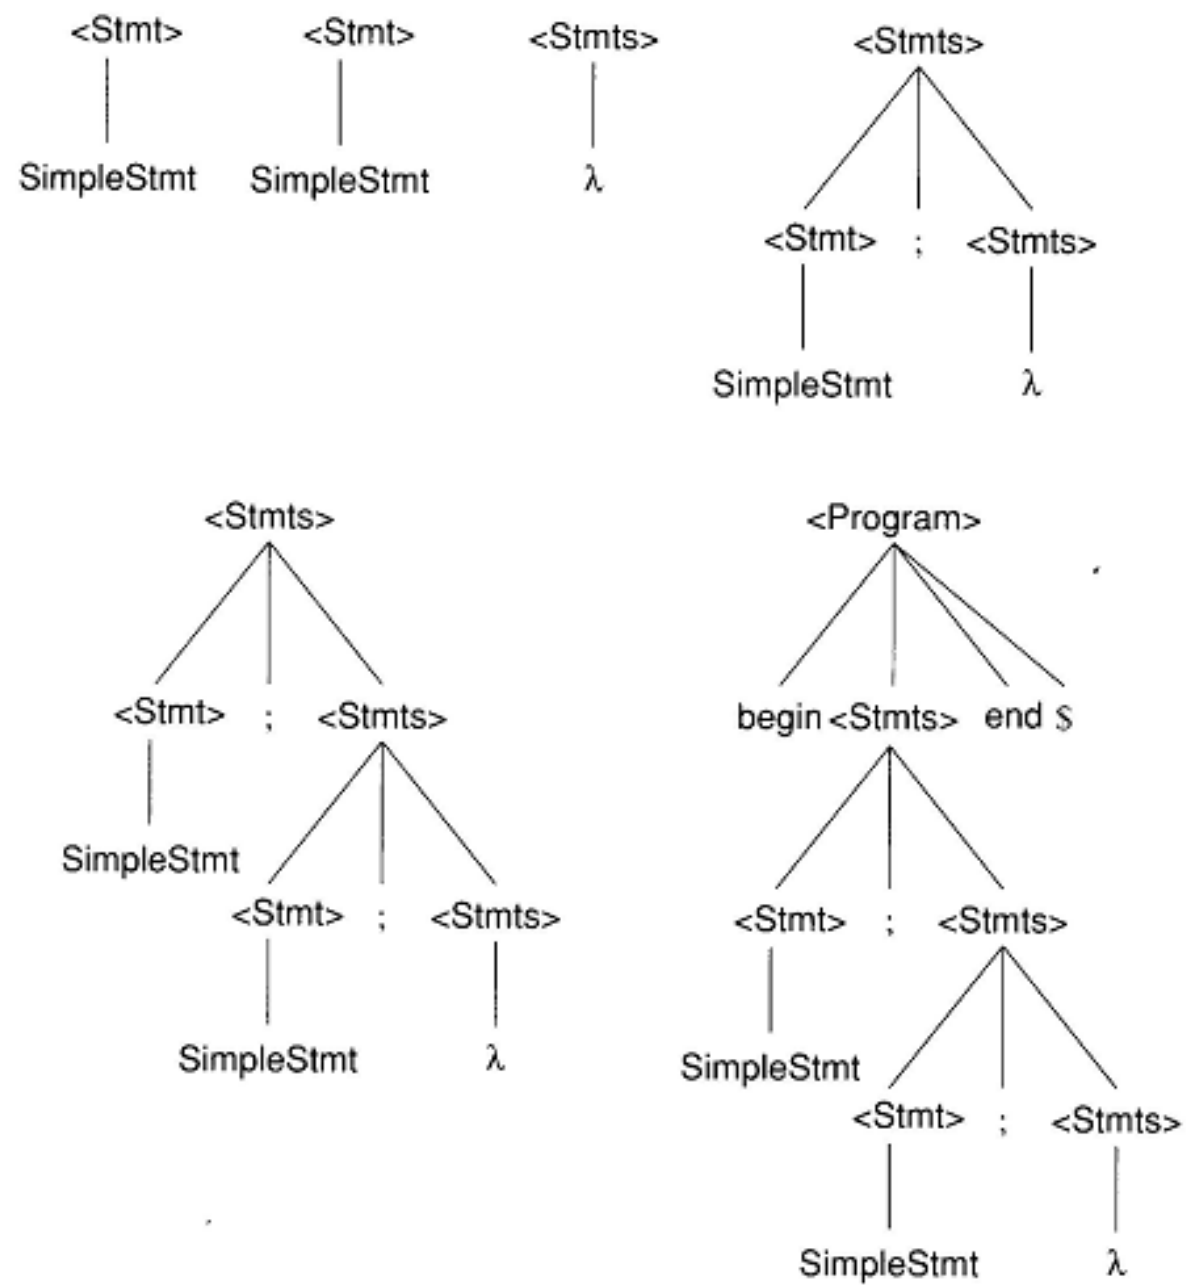 <Stmt> <Stmt> <Stmts> <Stmts>
SimpleStmt SimpleStmt λ
<Stmt> ; <Stmts>
SimpleStmt λ
<Stmts> <Program>
<Stmt> ; <Stmts> begin <Stmts> end $
SimpleStmt
<Stmt> ; <Stmts> <Stmt> ; <Stmts>
SimpleStmt λ SimpleStmt
<Stmt> ; <Stmts>
SimpleStmt λ